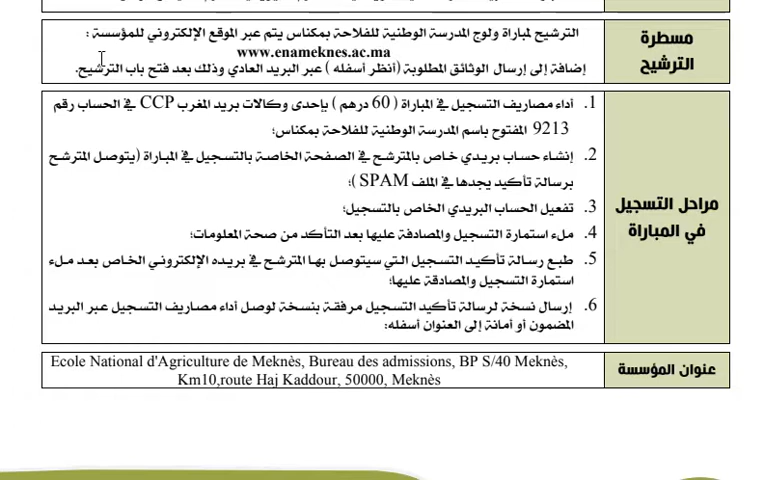 مسطرة
الترشيح
الترشيح لمباراة ولوج المدرسة الوطنية للفلاحة بمكناس يتم عبر الموقع الإلكتروني للمؤسسة :
www.enameknes.ac.ma
إضافة إلى إرسال الوثائق المطلوبة (أنظر أسفله ) عبر البريد العادي وذلك بعد فتح باب الترشيح.
مراحل التسجيل
في المباراة
1. أداء مصاريف التسجيل في المباراة ( 60 درهم ) بإحدى وكالات بريد المغرب CCP في الحساب رقم
9213 المفتوح باسم المدرسة الوطنية للفلاحة بمكناس؛
2. إنشاء حساب بريدي خاص بالمترشح في الصفحة الخاصة بالتسجيل في المباراة (يتوصل المترشح
برسالة تأكيد يجدها في الملف SPAM )؛
3. تفعيل الحساب البريدي الخاص بالتسجيل؛
4. ملء استمارة التسجيل والمصادقة عليها بعد التأكد من صحة المعلومات؛
5. طبع رسالة تأكيد التسجيل التي سيتوصل بها المترشح في بريده الإلكتروني الخاص بعد ملء
استمارة التسجيل والمصادقة عليها؛
6. إرسال نسخة لرسالة تأكيد التسجيل مرفقة بنسخة لوصل أداء مصاريف التسجيل عبر البريد
المضمون أو أمانة إلى العنوان أسفله:
عنوان المؤسسة
Ecole National d'Agriculture de Meknès, Bureau des admissions, BP S/40 Meknès,
Km10,route Haj Kaddour, 50000, Meknès